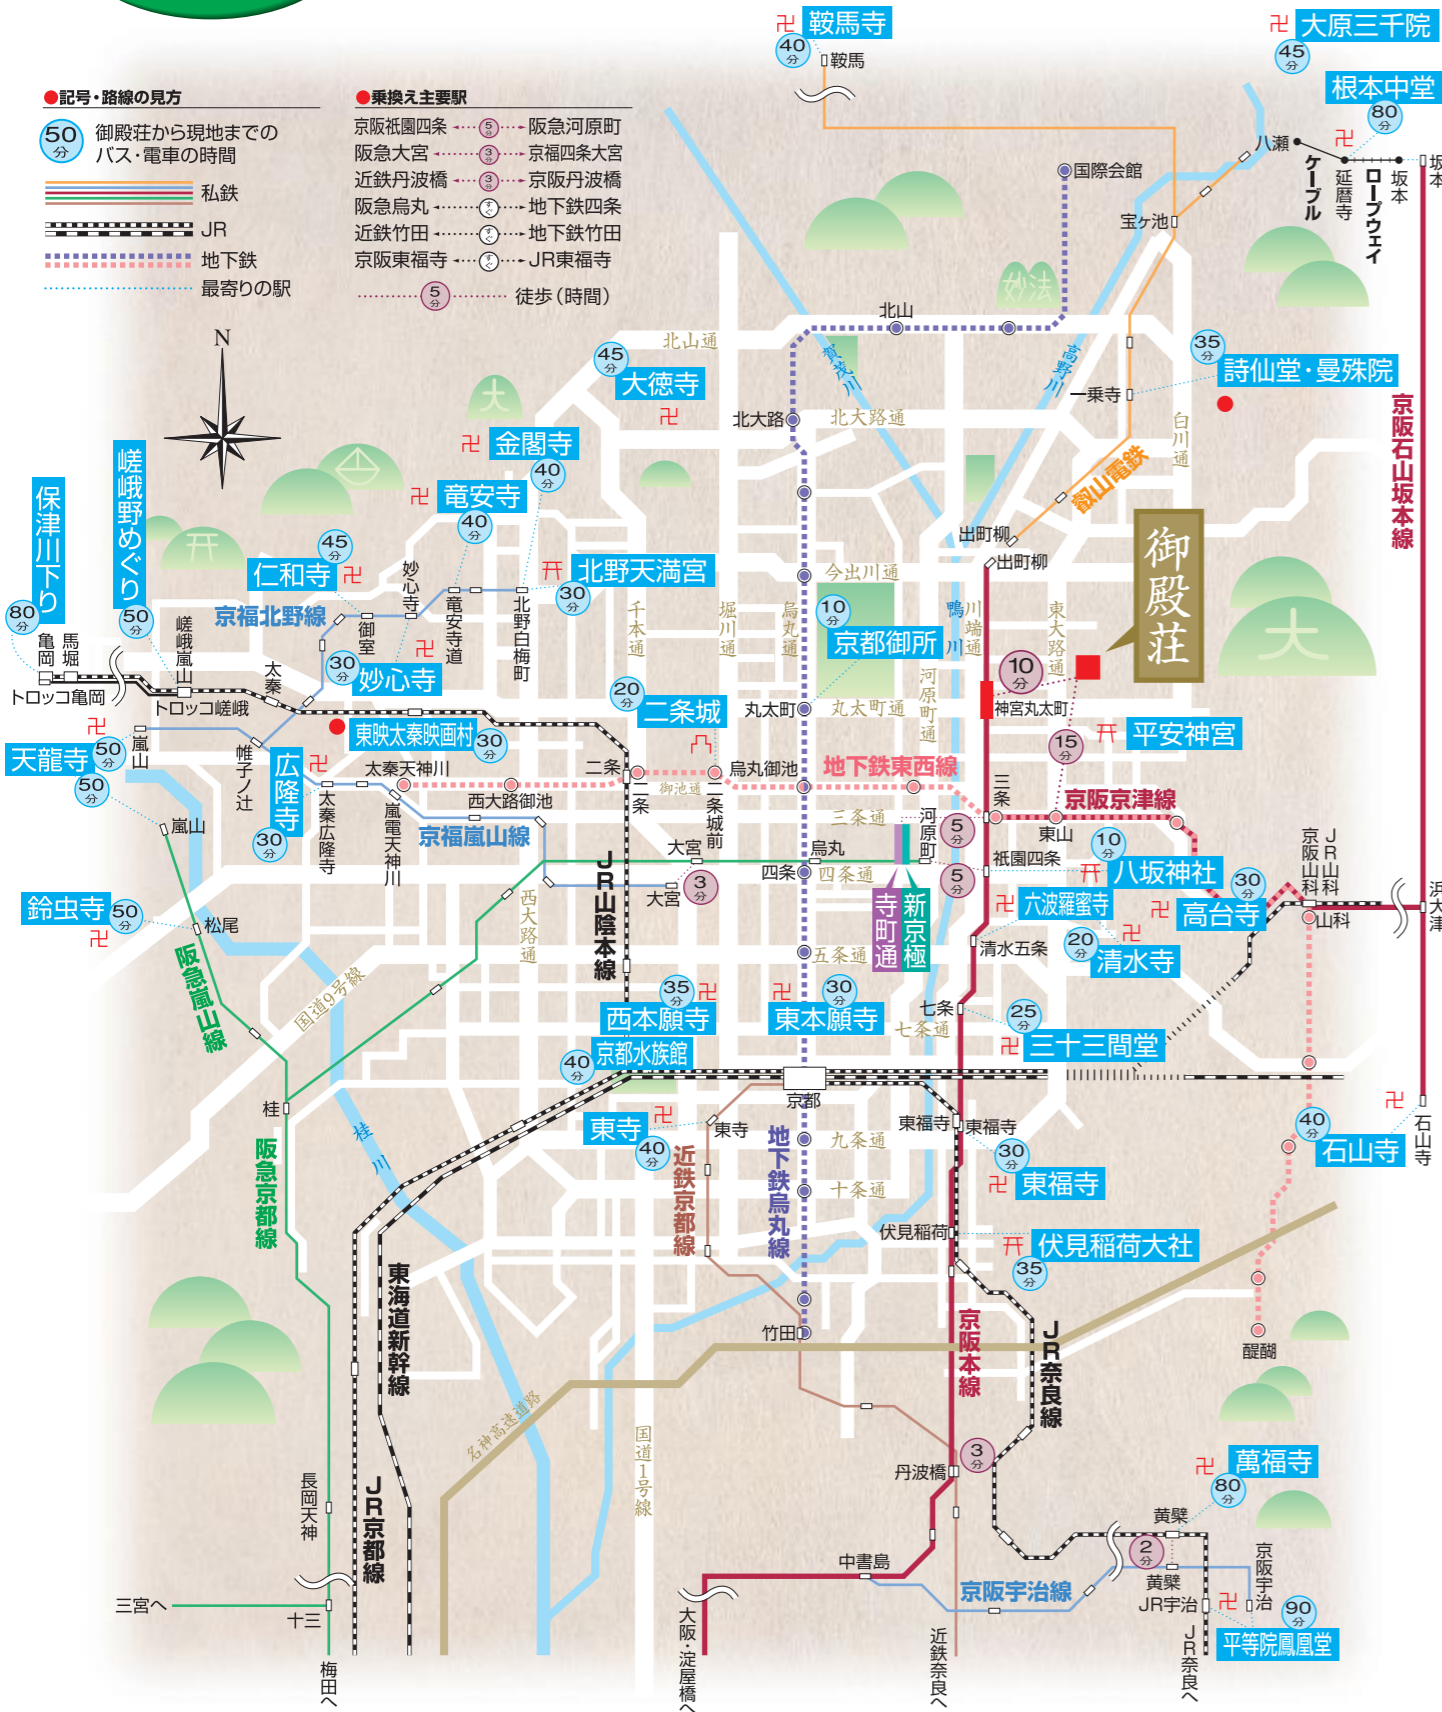 鞍馬寺
40分
鞍馬
大原三千院
45分
根本中堂
80分
●記号・路線の見方
50分
御殿荘から現地までの
バス・電車の時間
私鉄
JR
地下鉄
最寄りの駅
●乗換え主要駅
京阪祇園四条 5分 阪急河原町
阪急大宮 3分 京福四条大宮
近鉄丹波橋 3分 京阪丹波橋
阪急烏丸 すぐ 地下鉄四条
近鉄竹田 すぐ 地下鉄竹田
京阪東福寺 すぐ JR東福寺
5分 徒歩(時間)
八瀬
ケーブル
延暦寺
ロープウェイ
坂本
坂本
国際会館
宝ヶ池
妙法
N
北山
北山通
賀茂川
高野川
35分
詩仙堂・曼殊院
一乗寺
白川通
45分
大徳寺
大
北大路
北大路通
京阪石山坂本線
金閣寺
40分
竜安寺
40分
叡山電鉄
嵯峨野めぐり
50分
保津川下り
80分
45分
仁和寺
妙心寺
竜安寺道
北野白梅町
北野天満宮
30分
出町柳
出町柳
今出川通
御殿荘
大
京福北野線
御室
30分
妙心寺
千本通
堀川通
烏丸通
10分
京都御所
鴨川
川端通
東大路通
河原町通
亀岡
馬堀
トロッコ亀岡
嵯峨嵐山
トロッコ嵯峨
太秦
20分
二条城
丸太町
丸太町通
10分
神宮丸太町
15分
平安神宮
天龍寺
50分
嵐山
50分
嵐山
帷子ノ辻
広隆寺
30分
東映太秦映画村
30分
太秦天神川
太秦広隆寺
嵐電天神川
西大路御池
二条
二条
二条城前
御池通
烏丸御池
地下鉄東西線
三条
三条通
京阪京津線
東山
京福嵐山線
大宮
大宮
3分
烏丸
四条
四条通
河原町
5分
5分
祇園四条
10分
八坂神社
京阪山科
JR山科
山科
浜大津
30分
高台寺
六波羅蜜寺
寺町通
新京極
鈴虫寺
50分
松尾
阪急嵐山線
国道9号線
西大路通
JR山陰本線
五条通
清水五条
20分
清水寺
35分
西本願寺
30分
東本願寺
七条
七条通
25分
三十三間堂
40分
京都水族館
京都
桂
桂川
東寺
40分
東寺
東福寺
東福寺
30分
東福寺
石山寺
40分
石山寺
阪急京都線
近鉄京都線
地下鉄烏丸線
九条通
十条通
伏見稲荷
伏見稲荷大社
35分
東海道新幹線
竹田
京阪本線
JR奈良線
醍醐
名神高速道路
国道1号線
丹波橋
3分
萬福寺
80分
長岡天神
JR京都線
黄檗
2分
黄檗
JR宇治
京阪宇治
90分
平等院鳳凰堂
中書島
京阪宇治線
三宮へ
十三
梅田へ
大阪・淀屋橋へ
近鉄奈良へ
JR奈良へ